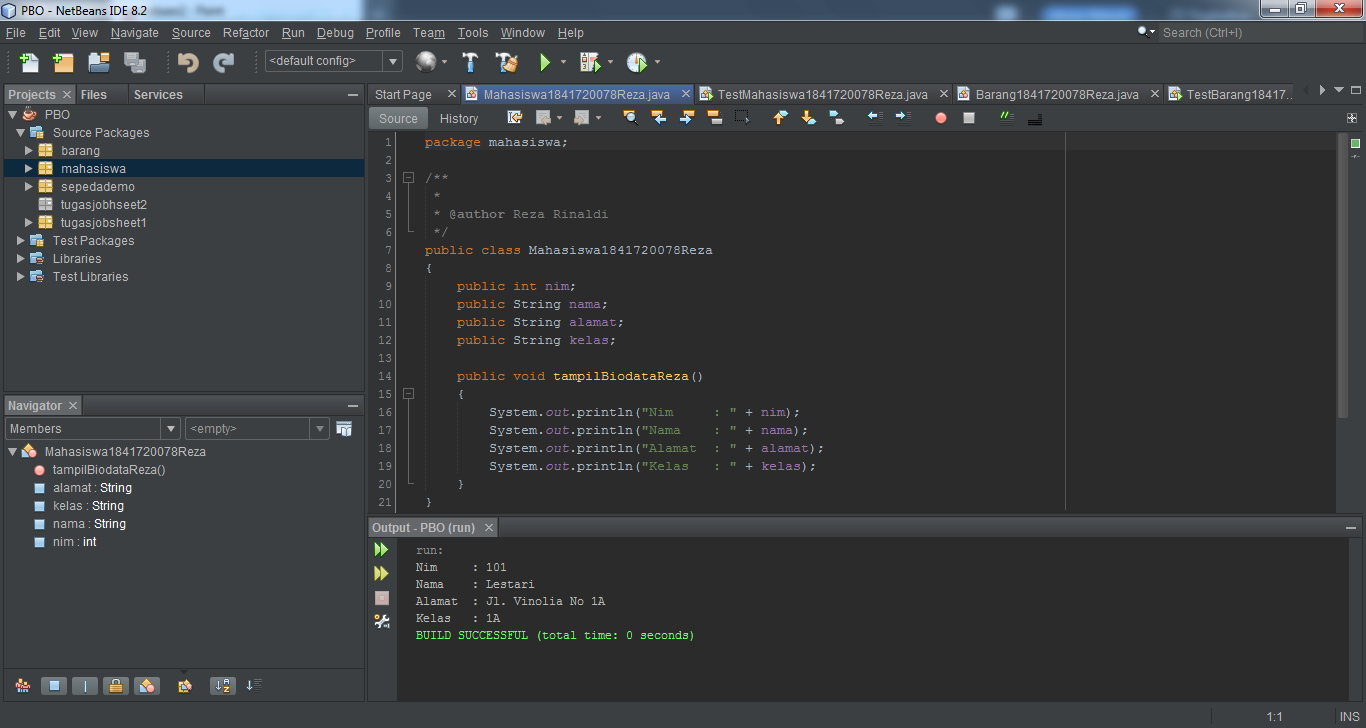 PBO - NetBeans IDE 8.2
File Edit View Navigate Source Refactor Run Debug Profile Team Tools Window Help
Search (Ctrl+I)
<default config>
Projects Files Services
PBO
Source Packages
barang
mahasiswa
sepedademo
tugasjobhseet2
tugasjobsheet1
Test Packages
Libraries
Test Libraries
Navigator
Members <empty>
Mahasiswa1841720078Reza
tampilBiodataReza()
alamat : String
kelas : String
nama : String
nim : int
Start Page Mahasiswa1841720078Reza.java TestMahasiswa1841720078Reza.java Barang1841720078Reza.java TestBarang18417..
Source History
1 package mahasiswa;
2
3 /**
4 *
5 * @author Reza Rinaldi
6 */
7 public class Mahasiswa1841720078Reza
8 {
9 public int nim;
10 public String nama;
11 public String alamat;
12 public String kelas;
13
14 public void tampilBiodataReza()
15 {
16 System.out.println("Nim     : " + nim);
17 System.out.println("Nama    : " + nama);
18 System.out.println("Alamat  : " + alamat);
19 System.out.println("Kelas   : " + kelas);
20 }
21 }
Output - PBO (run)
run:
Nim     : 101
Nama    : Lestari
Alamat  : Jl. Vinolia No 1A
Kelas   : 1A
BUILD SUCCESSFUL (total time: 0 seconds)
1:1 INS